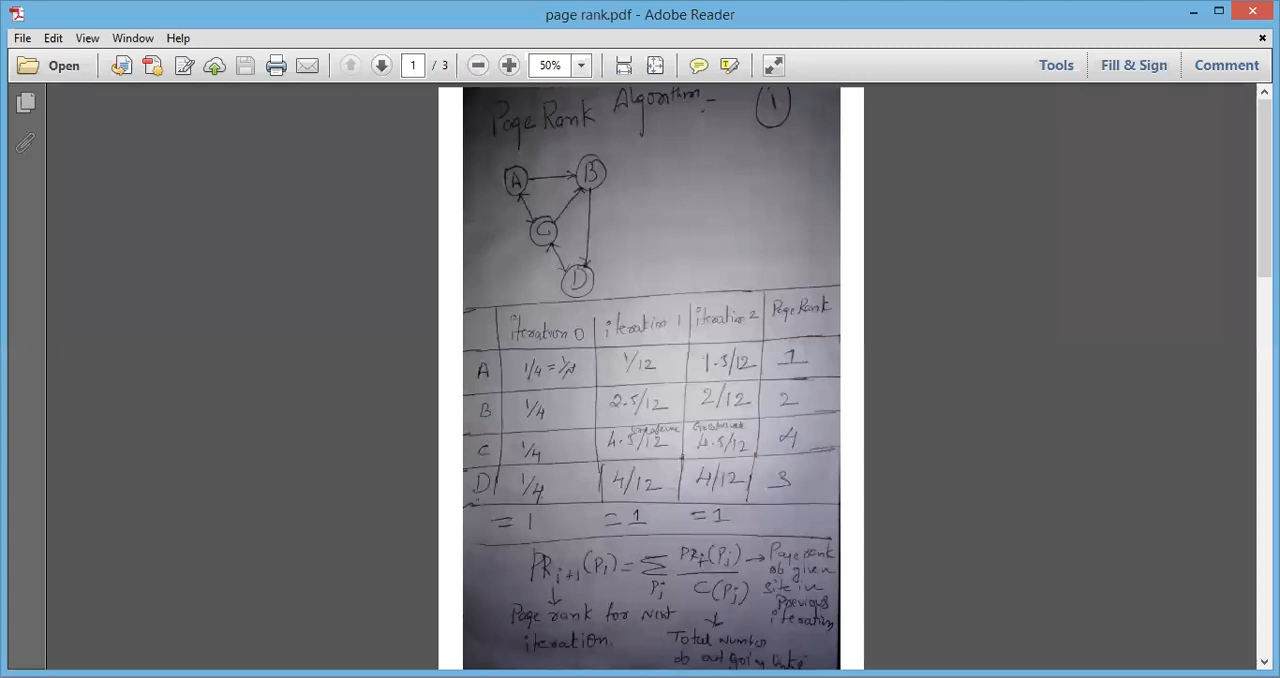 page rank.pdf - Adobe Reader
File Edit View Window Help
Open 1 / 3 50% Tools Fill & Sign Comment
Page Rank Algorithm - 1
A B
C
D
iteration 0 iteration 1 iteration 2 Page Rank
A 1/4 = 1/12 1.5/12 1
B 1/4 2.5/12 2/12 2
C 1/4 4.5/12 4.5/12 4
D 1/4 4/12 4/12 3
= 1 = 1 = 1
PRi+1(Pi) = ∑Pj PRi(Pj) / C(Pj) → Page rank
of given
site in
Previous
iteration
Page rank for Next
iteration.
Total Number
of out going links